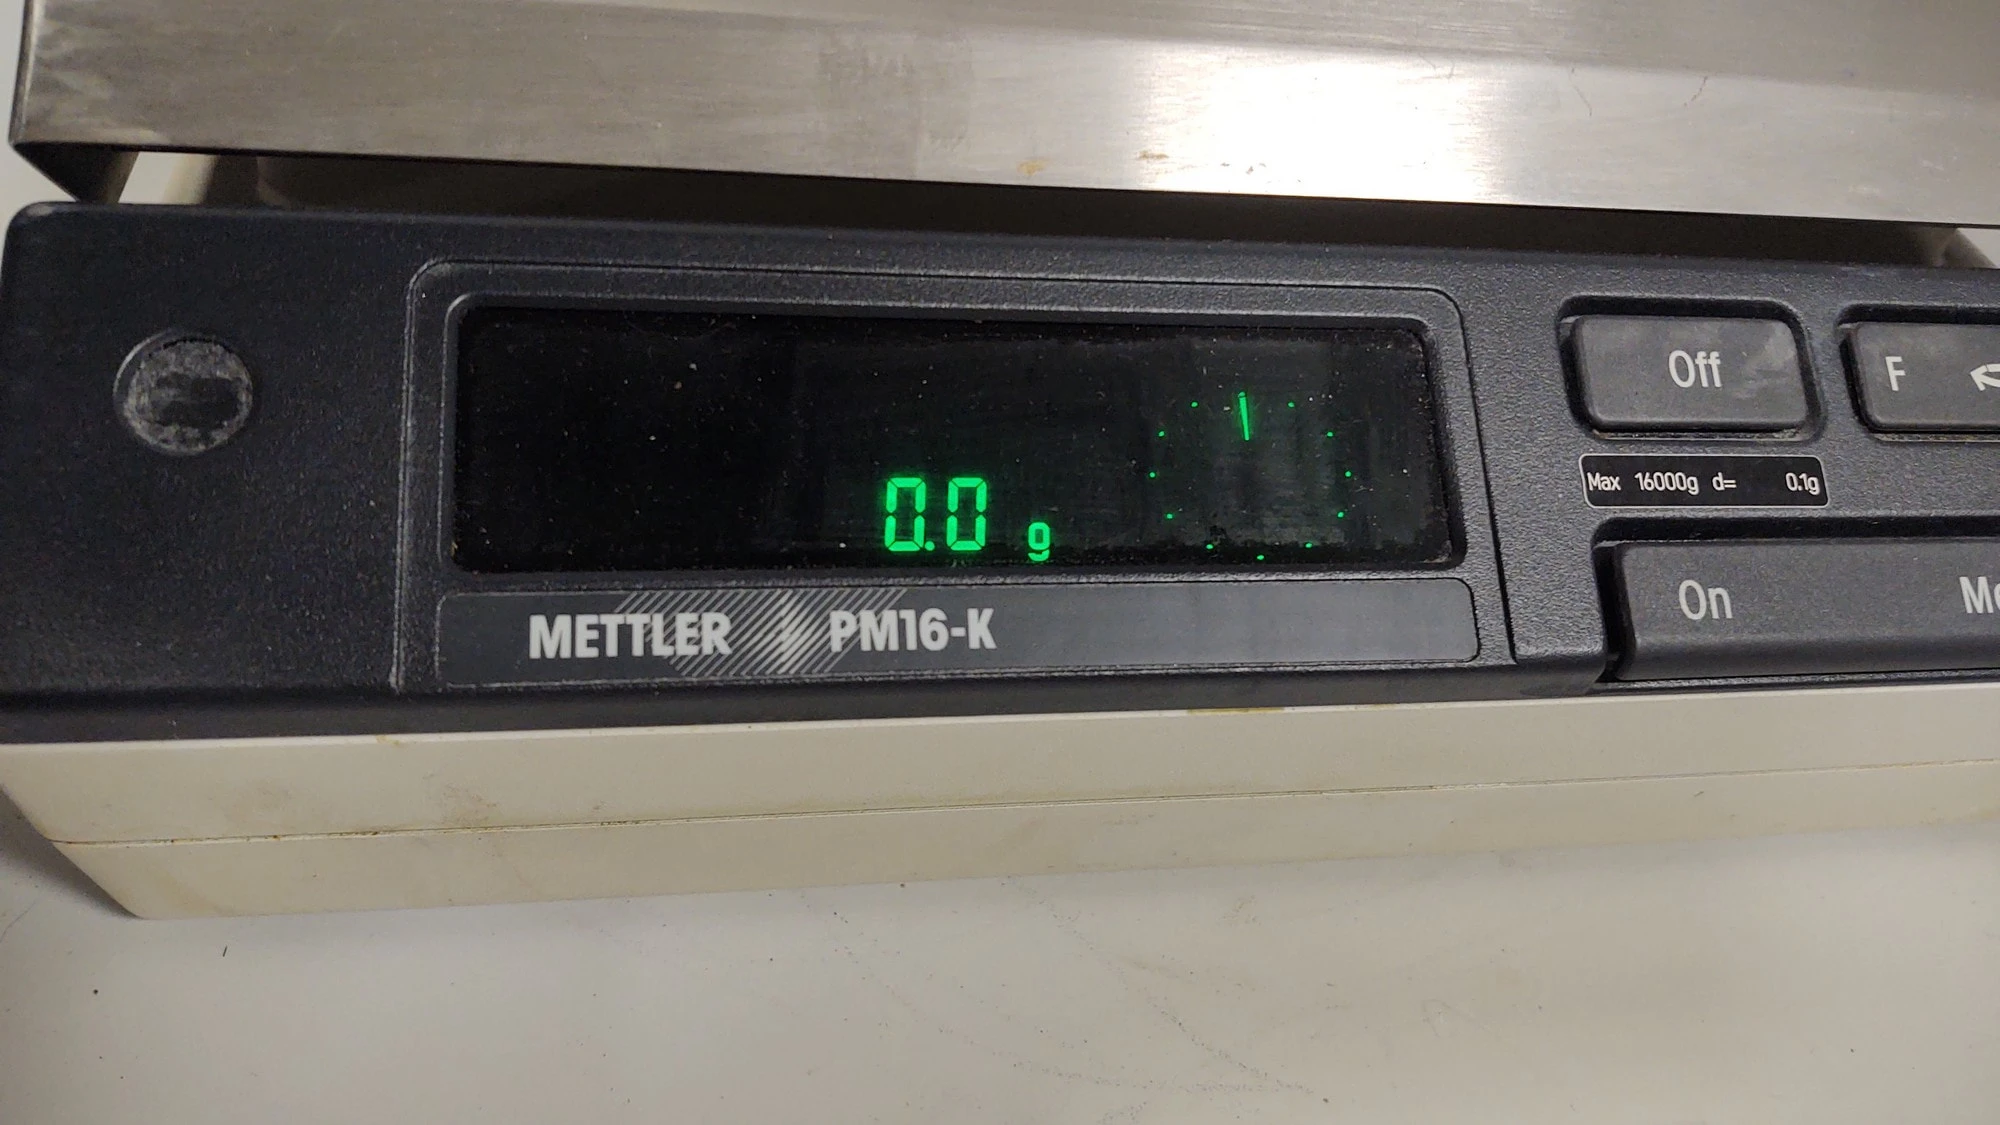 Off
F
Max 16000g d= 0.1g
0.0 g
On
METTLER PM16-K